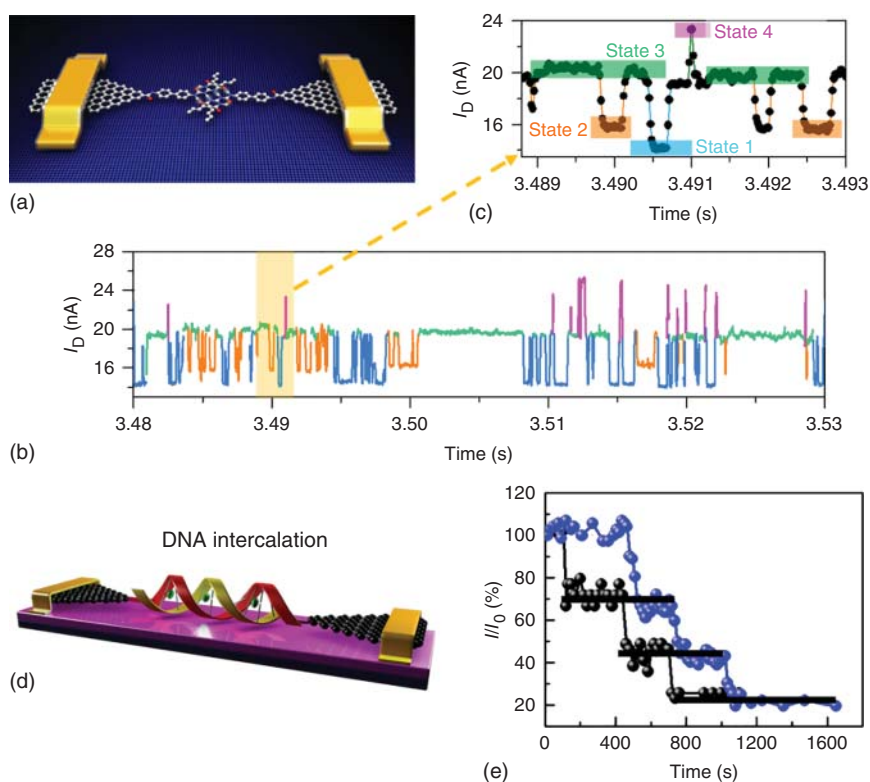 (a)
24
20
16
I_D (nA)
State 4
State 3
State 2
State 1
3.489 3.490 3.491 3.492 3.493
(c) Time (s)
28
24
20
16
I_D (nA)
3.48 3.49 3.50 3.51 3.52 3.53
(b) Time (s)
DNA intercalation
(d)
120
100
80
60
40
20
I/I_0 (%)
0 400 800 1200 1600
(e) Time (s)